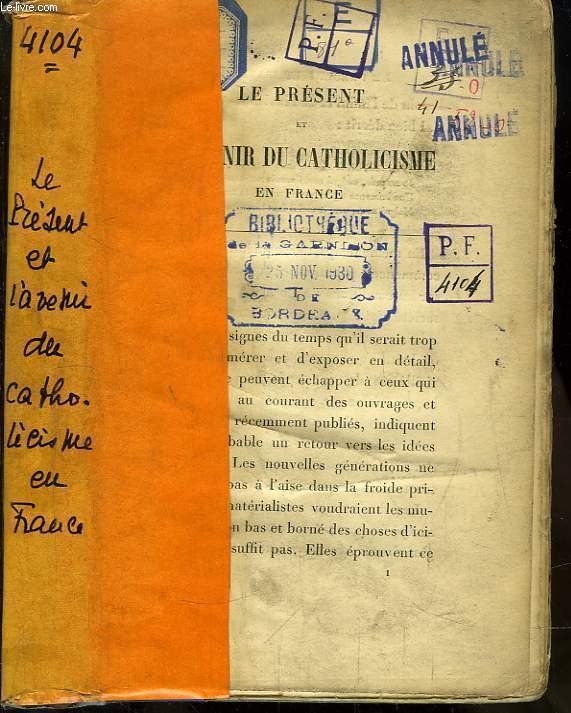 Le-livre.com
4104
Le
Présent
et
l'avenir
du
catho-
licisme
en
France
P.F.
E
ANNULÉ
ANNULÉ
0
41
ANNULÉ
LE PRÉSENT
ET
NIR DU CATHOLICISME
EN FRANCE
BIBLIOTHÈQUE
de la GARNISON
25 NOV. 1930
DE
BORDEAUX
P. F.
4104
signes du temps qu'il serait trop
mérer et d'exposer en détail,
e peuvent échapper à ceux qui
au courant des ouvrages et
récemment publiés, indiquent
bable un retour vers les idées
Les nouvelles générations ne
pas à l'aise dans la froide pri-
matérialistes voudraient les mu-
on bas et borné des choses d'ici-
suffit pas. Elles éprouvent ce
1